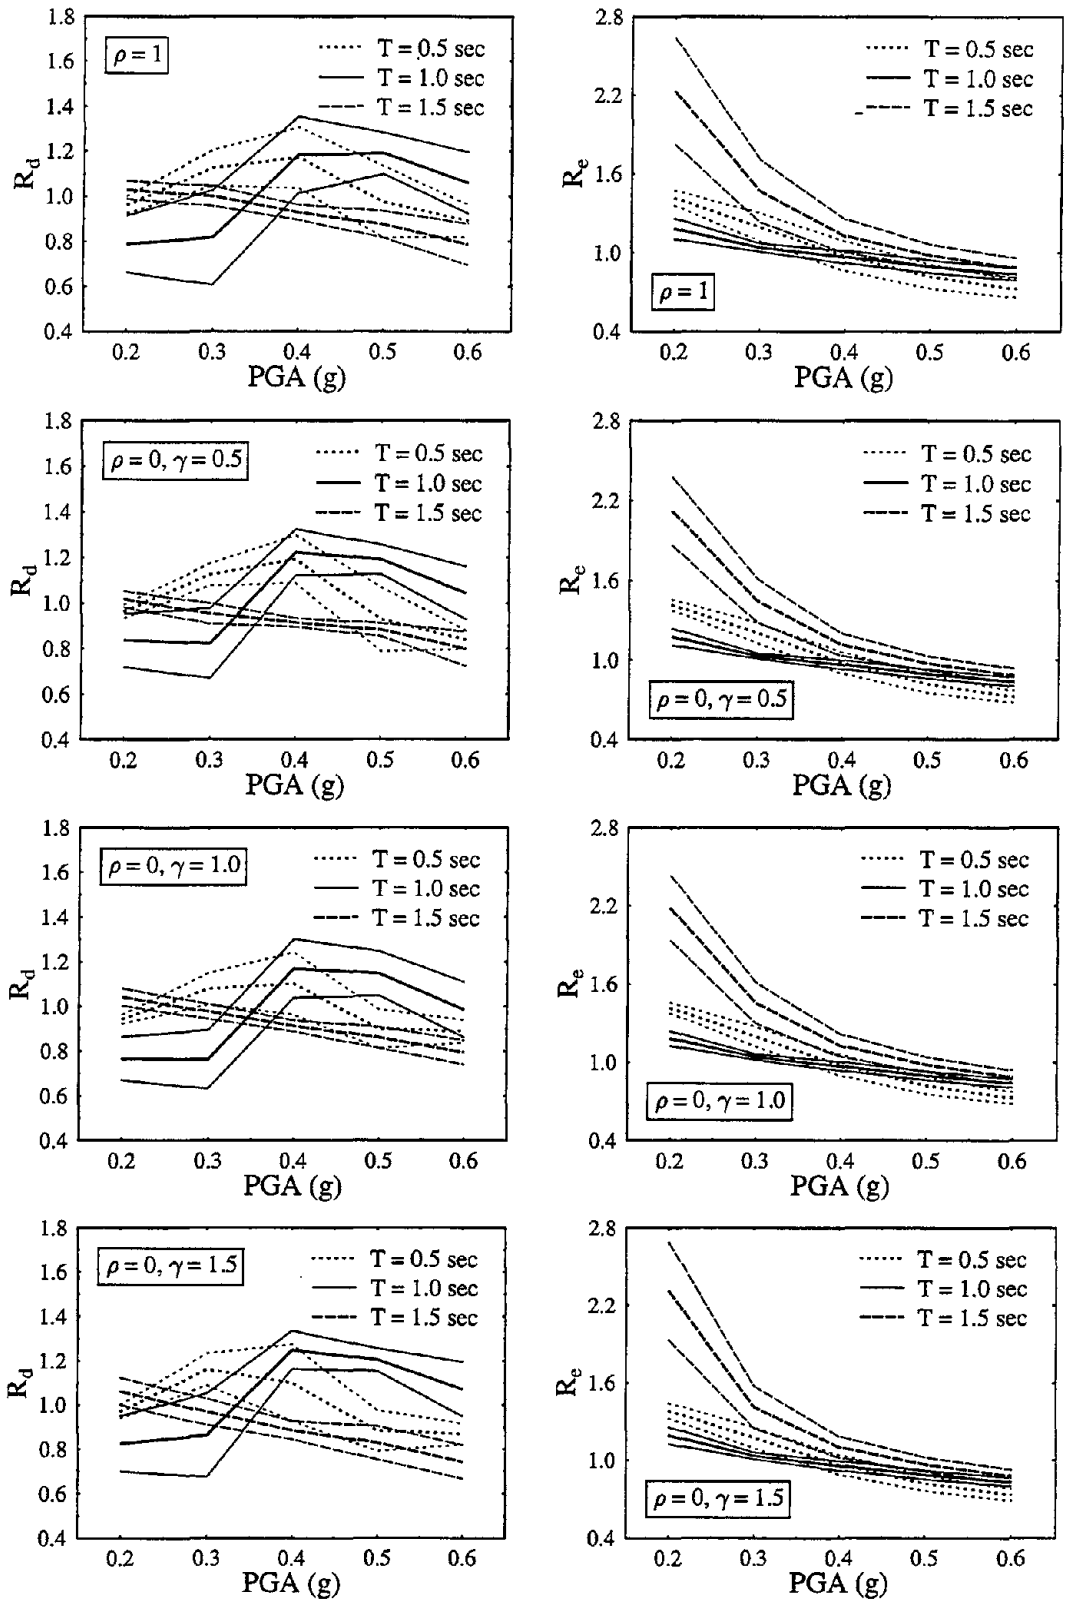 1.8
1.6
1.4
1.2
1.0
0.8
0.6
0.4
R_d
ρ = 1
T = 0.5 sec
T = 1.0 sec
T = 1.5 sec
0.2 0.3 0.4 0.5 0.6
PGA (g)
2.8
2.2
1.6
1.0
0.4
R_e
T = 0.5 sec
T = 1.0 sec
T = 1.5 sec
ρ = 1
0.2 0.3 0.4 0.5 0.6
PGA (g)
1.8
1.6
1.4
1.2
1.0
0.8
0.6
0.4
R_d
ρ = 0, γ = 0.5
T = 0.5 sec
T = 1.0 sec
T = 1.5 sec
0.2 0.3 0.4 0.5 0.6
PGA (g)
2.8
2.2
1.6
1.0
0.4
R_e
T = 0.5 sec
T = 1.0 sec
T = 1.5 sec
ρ = 0, γ = 0.5
0.2 0.3 0.4 0.5 0.6
PGA (g)
1.8
1.6
1.4
1.2
1.0
0.8
0.6
0.4
R_d
ρ = 0, γ = 1.0
T = 0.5 sec
T = 1.0 sec
T = 1.5 sec
0.2 0.3 0.4 0.5 0.6
PGA (g)
2.8
2.2
1.6
1.0
0.4
R_e
T = 0.5 sec
T = 1.0 sec
T = 1.5 sec
ρ = 0, γ = 1.0
0.2 0.3 0.4 0.5 0.6
PGA (g)
1.8
1.6
1.4
1.2
1.0
0.8
0.6
0.4
R_d
ρ = 0, γ = 1.5
T = 0.5 sec
T = 1.0 sec
T = 1.5 sec
0.2 0.3 0.4 0.5 0.6
PGA (g)
2.8
2.2
1.6
1.0
0.4
R_e
T = 0.5 sec
T = 1.0 sec
T = 1.5 sec
ρ = 0, γ = 1.5
0.2 0.3 0.4 0.5 0.6
PGA (g)